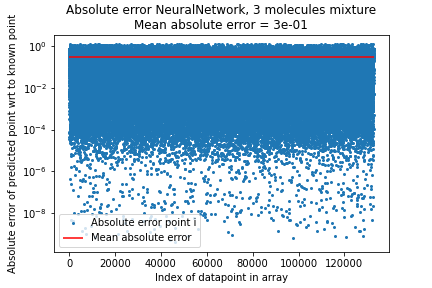 Absolute error NeuralNetwork, 3 molecules mixture
Mean absolute error = 3e-01
Absolute error of predicted point wrt to known point
10⁰
10⁻²
10⁻⁴
10⁻⁶
10⁻⁸
Absolute error point i
Mean absolute error
0 20000 40000 60000 80000 100000 120000
Index of datapoint in array